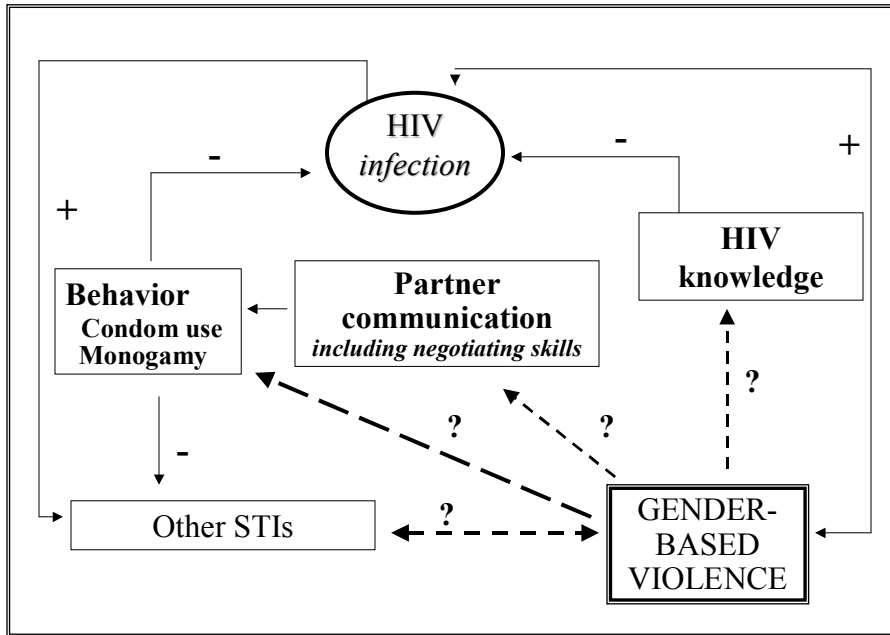 HIV
infection
-
-
+
+
HIV
knowledge
Behavior
Condom use
Monogamy
Partner
communication
including negotiating skills
?
?
?
-
Other STIs
?
GENDER-
BASED
VIOLENCE